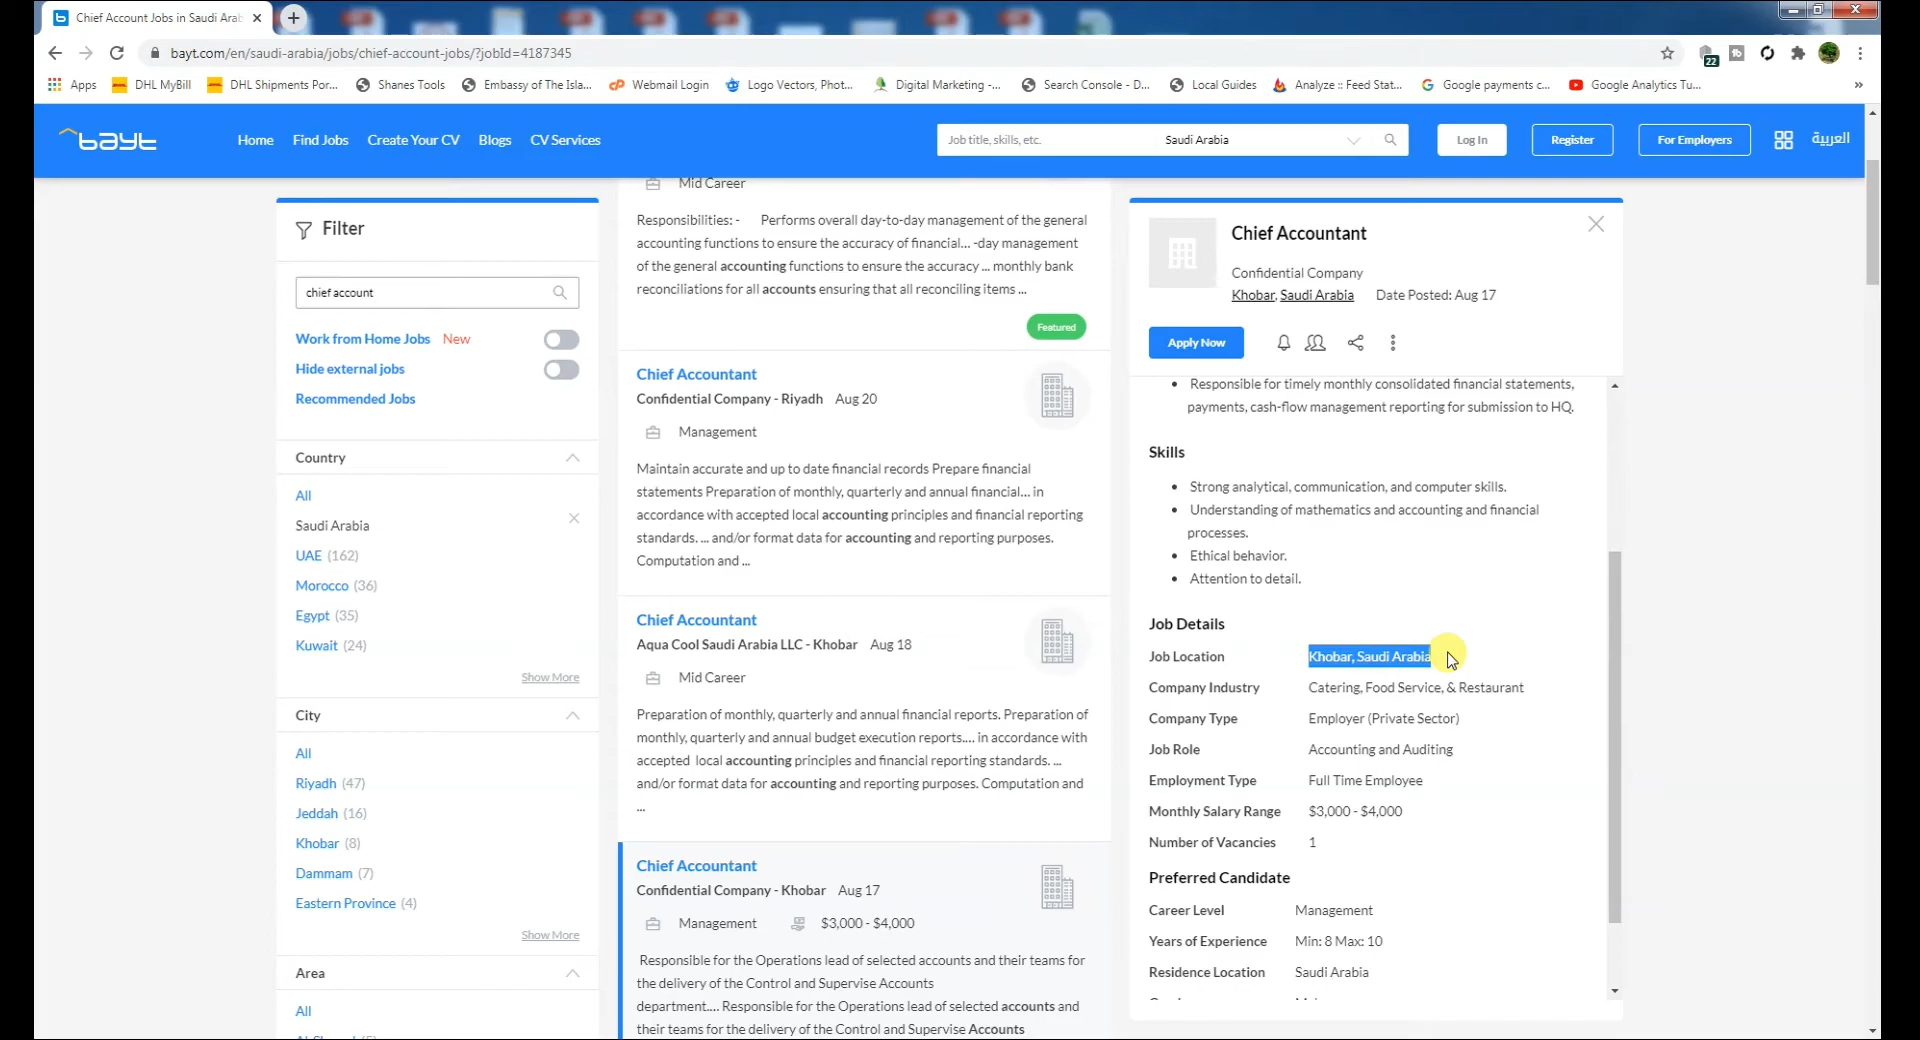 Chief Account Jobs in Saudi Arab
bayt.com/en/saudi-arabia/jobs/chief-account-jobs/?jobId=4187345
22
Apps
DHL MyBill
DHL Shipments Por...
Shanes Tools
Embassy of The Isla...
Webmail Login
Logo Vectors, Phot...
Digital Marketing -...
Search Console - D...
Local Guides
Analyze :: Feed Stat...
Google payments c...
Google Analytics Tu...
»
bayt
Home
Find Jobs
Create Your CV
Blogs
CV Services
Job title, skills, etc.
Saudi Arabia
Log In
Register
For Employers
العربية
Filter
chief account
Work from Home Jobs New
Hide external jobs
Recommended Jobs
Country
All
Saudi Arabia
UAE (162)
Morocco (36)
Egypt (35)
Kuwait (24)
Show More
City
All
Riyadh (47)
Jeddah (16)
Khobar (8)
Dammam (7)
Eastern Province (4)
Show More
Area
All
Mid Career
Responsibilities: - Performs overall day-to-day management of the general
accounting functions to ensure the accuracy of financial... -day management
of the general accounting functions to ensure the accuracy ... monthly bank
reconciliations for all accounts ensuring that all reconciling items ...
Featured
Chief Accountant
Confidential Company - Riyadh Aug 20
Management
Maintain accurate and up to date financial records Prepare financial
statements Preparation of monthly, quarterly and annual financial... in
accordance with accepted local accounting principles and financial reporting
standards. ... and/or format data for accounting and reporting purposes.
Computation and ...
Chief Accountant
Aqua Cool Saudi Arabia LLC - Khobar Aug 18
Mid Career
Preparation of monthly, quarterly and annual financial reports. Preparation of
monthly, quarterly and annual budget execution reports.... in accordance with
accepted local accounting principles and financial reporting standards. ...
and/or format data for accounting and reporting purposes. Computation and
...
Chief Accountant
Confidential Company - Khobar Aug 17
Management $3,000 - $4,000
Responsible for the Operations lead of selected accounts and their teams for
the delivery of the Control and Supervise Accounts
department.... Responsible for the Operations lead of selected accounts and
their teams for the delivery of the Control and Supervise Accounts
Chief Accountant
Confidential Company
Khobar, Saudi Arabia Date Posted: Aug 17
Apply Now
Responsible for timely monthly consolidated financial statements,
payments, cash-flow management reporting for submission to HQ.
Skills
Strong analytical, communication, and computer skills.
Understanding of mathematics and accounting and financial
processes.
Ethical behavior.
Attention to detail.
Job Details
Job Location Khobar, Saudi Arabia
Company Industry Catering, Food Service, & Restaurant
Company Type Employer (Private Sector)
Job Role Accounting and Auditing
Employment Type Full Time Employee
Monthly Salary Range $3,000 - $4,000
Number of Vacancies 1
Preferred Candidate
Career Level Management
Years of Experience Min: 8 Max: 10
Residence Location Saudi Arabia